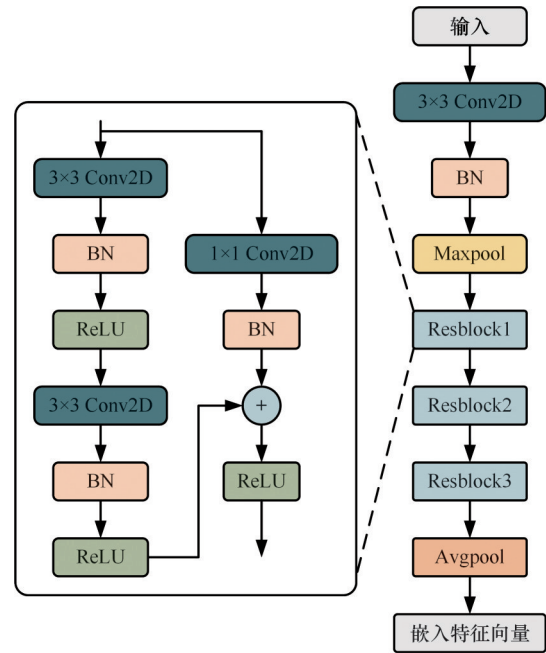 输入
3×3 Conv2D
BN
Maxpool
Resblock1
Resblock2
Resblock3
Avgpool
嵌入特征向量
3×3 Conv2D
BN
ReLU
3×3 Conv2D
BN
ReLU
1×1 Conv2D
BN
+
ReLU